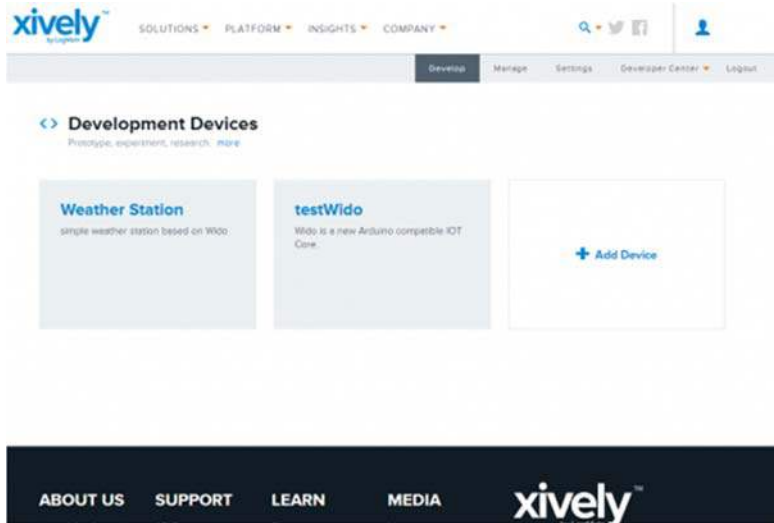 xively™
by LogMeIn
SOLUTIONS PLATFORM INSIGHTS COMPANY
Develop Manage Settings Developer Center Logout
<> Development Devices
Prototype, experiment, research. more
Weather Station
simple weather station based on Wido
testWido
Wido is a new Arduino compatible IOT
Core.
+ Add Device
ABOUT US SUPPORT LEARN MEDIA
xively™